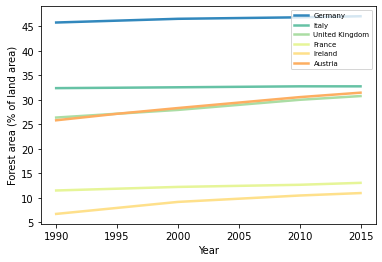 Forest area (% of land area)
45
40
35
30
25
20
15
10
5
Germany
Italy
United Kingdom
France
Ireland
Austria
1990
1995
2000
2005
2010
2015
Year